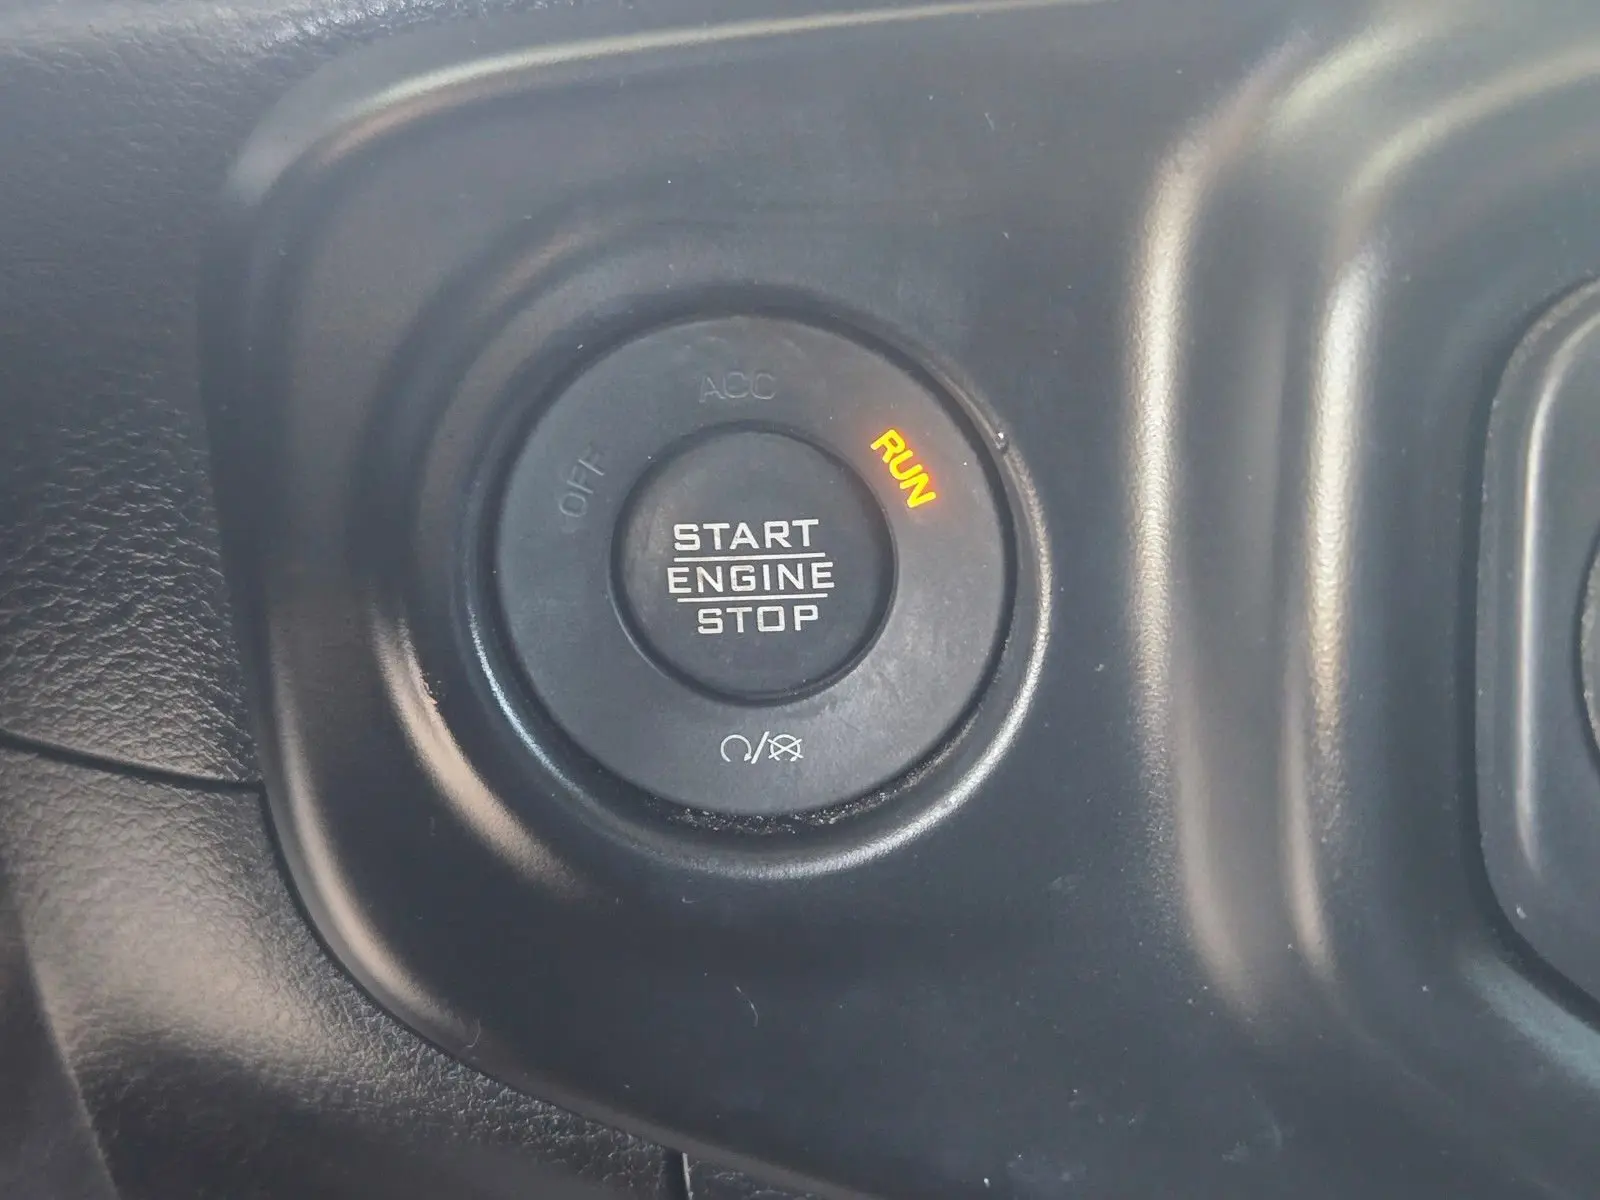 ACC
OFF
RUN
START
ENGINE
STOP